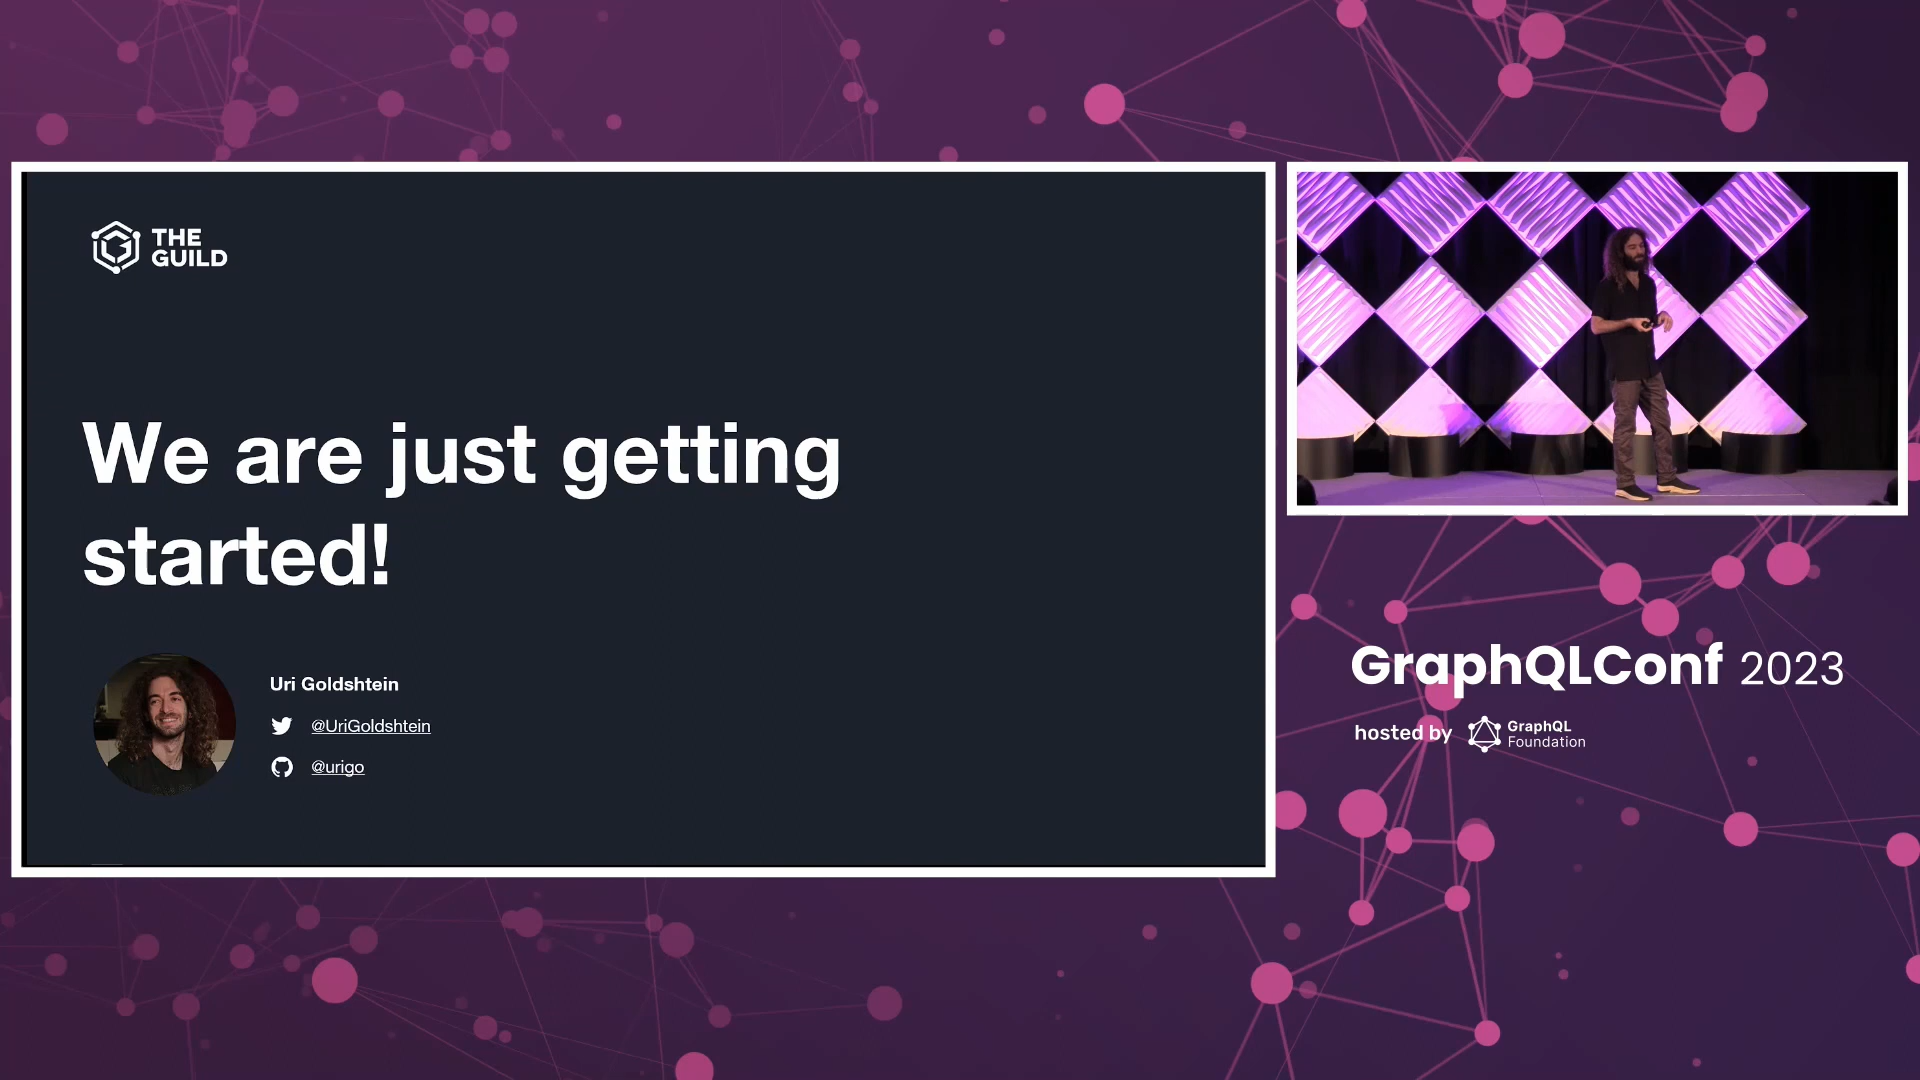 THE
GUILD
We are just getting
started!
Uri Goldshtein
@UriGoldshtein
@urigo
GraphQLConf 2023
hosted by
GraphQL
Foundation